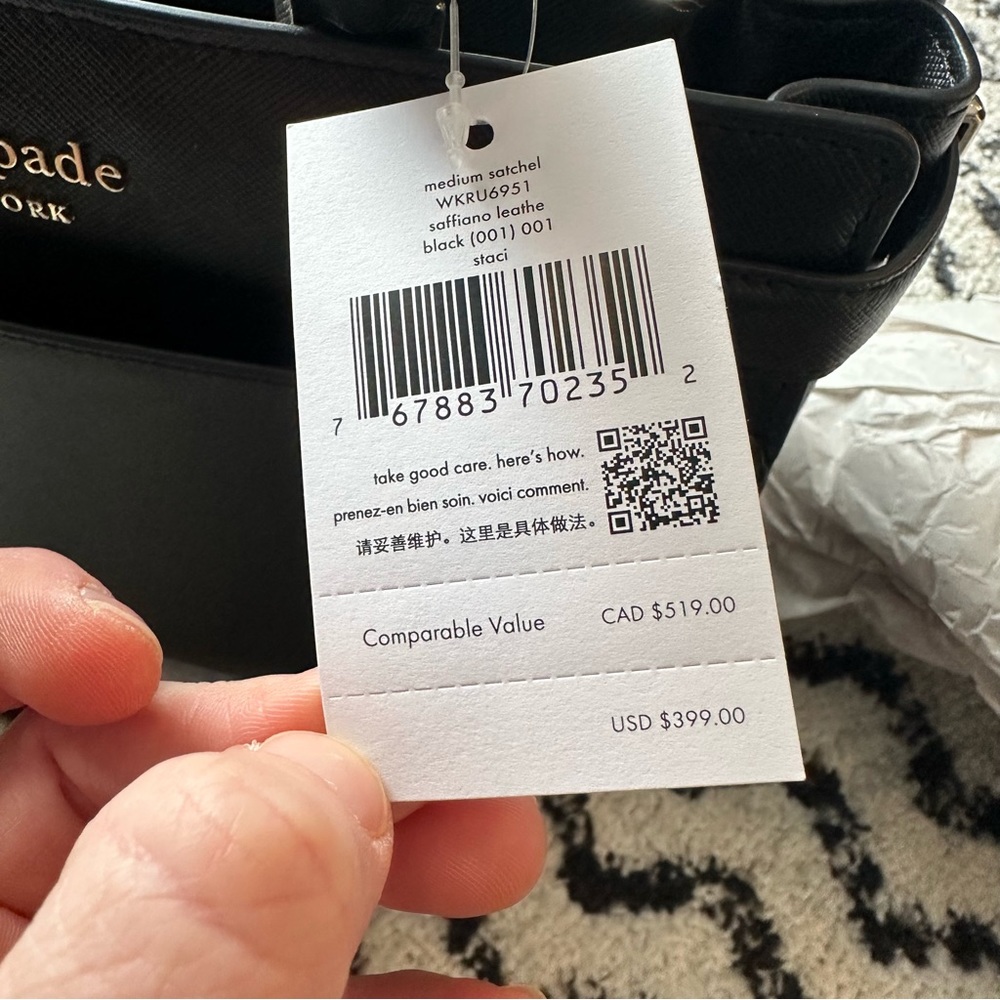 pade
ORK
medium satchel
WKRU6951
saffiano leathe
black (001) 001
staci
7 67883 70235 2
take good care. here's how.
prenez-en bien soin. voici comment.
请妥善维护。这里是具体做法。
Comparable Value CAD $519.00
USD $399.00